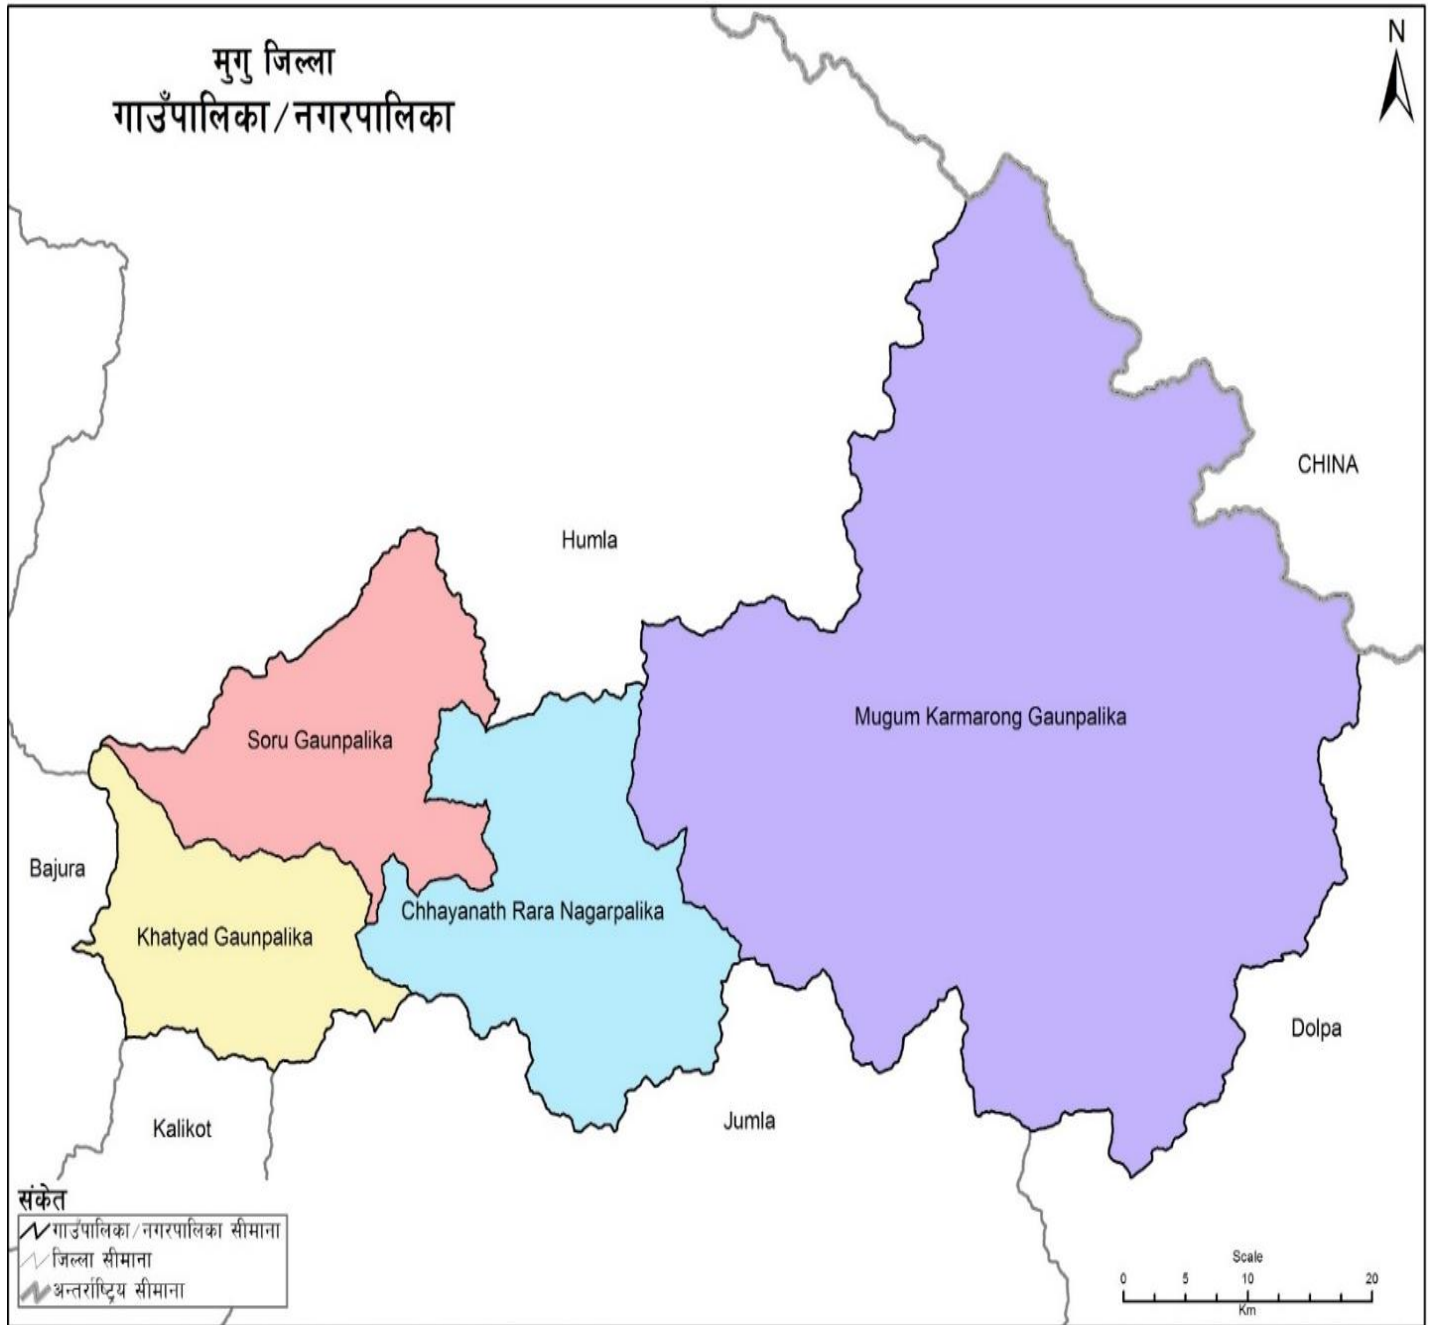 मुगु जिल्ला
गाउँपालिका/नगरपालिका
N
CHINA
Humla
Mugum Karmarong Gaunpalika
Soru Gaunpalika
Bajura
Chhayanath Rara Nagarpalika
Khatyad Gaunpalika
Dolpa
Jumla
Kalikot
संकेत
गाउँपालिका/नगरपालिका सीमाना
जिल्ला सीमाना
अन्तर्राष्ट्रिय सीमाना
Scale
0 5 10 20
Km